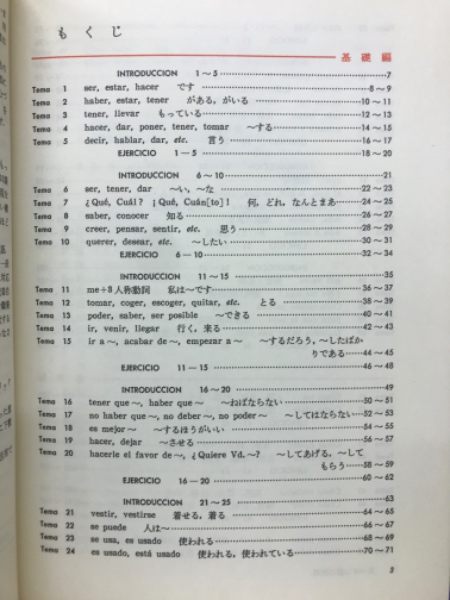 もくじ
基礎編
INTRODUCCION 1～5 7
Tema 1 ser, estar, hacer です 8～9
Tema 2 haber, estar, tener がある，がいる 10～11
Tema 3 tener, llevar もっている 12～13
Tema 4 hacer, dar, poner, tener, tomar ～する 14～15
Tema 5 decir, hablar, dar, etc. 言う 16～17
EJERCICIO 1－5 18～20
INTRODUCCION 6～10 21
Tema 6 ser, tener, dar ～い，～な 22～23
Tema 7 ¿Qué, Cuál? ¡Qué, Cuán[to]! 何，どれ，なんとまあ 24～25
Tema 8 saber, conocer 知る 26～27
Tema 9 creer, pensar, sentir, etc. 思う 28～29
Tema 10 querer, desear, etc. ～したい 30～31
EJERCICIO 6－10 32～34
INTRODUCCION 11～15 35
Tema 11 me＋3人称動詞 私は～です 36～37
Tema 12 tomar, coger, escoger, quitar, etc. とる 38～39
Tema 13 poder, saber, ser posible ～できる 40～41
Tema 14 ir, venir, llegar 行く，来る 42～43
Tema 15 ir a～, acabar de～, empezar a～ ～するだろう，～したばか
りである 44～45
EJERCICIO 11－15 46～48
INTRODUCCION 16～20 49
Tema 16 tener que～, haber que～ ～ねばならない 50～51
Tema 17 no haber que～, no deber～, no poder～ ～してはならない 52～53
Tema 18 es mejor～ ～するほうがいい 54～55
Tema 19 hacer, dejar ～させる 56～57
Tema 20 hacerle el favor de～, ¿Quiere Vd.～? ～してあげる，～して
もらう 58～59
EJERCICIO 16－20 60～62
INTRODUCCION 21～25 63
Tema 21 vestir, vestirse 着せる，着る 64～65
Tema 22 se puede 人は～ 66～67
Tema 23 se usa, es usado 使われる 68～69
Tema 24 es usado, está usado 使われる，使われている 70～71
3